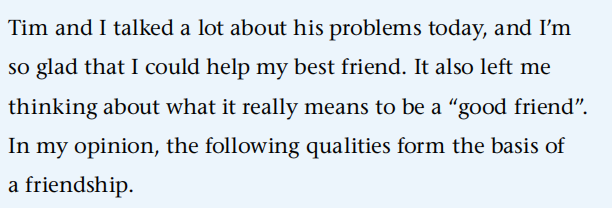 Tim and I talked a lot about his problems today, and I’m
so glad that I could help my best friend. It also left me
thinking about what it really means to be a “good friend”.
In my opinion, the following qualities form the basis of
a friendship.